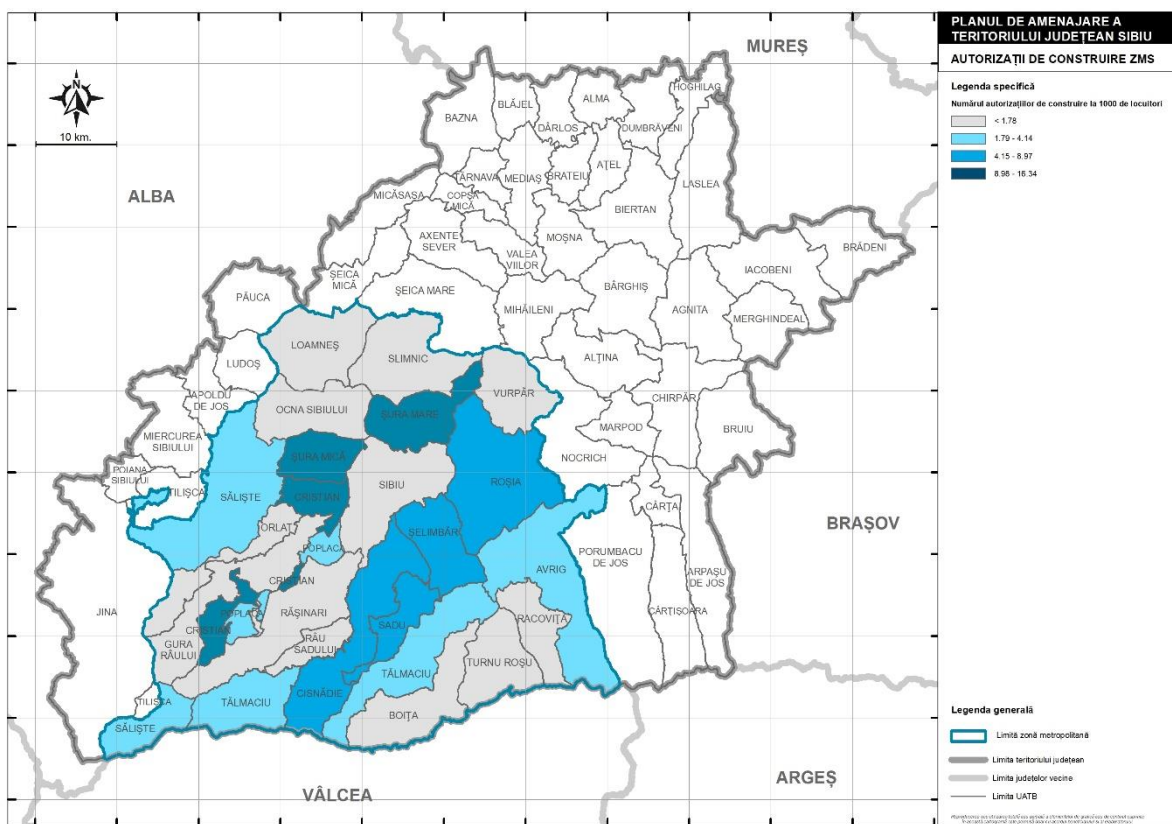 PLANUL DE AMENAJARE A
TERITORIULUI JUDEȚEAN SIBIU
AUTORIZAȚII DE CONSTRUIRE ZMS
Legenda specifică
Numărul autorizațiilor de construire la 1000 de locuitori
< 1.78
1.79 - 4.14
4.15 - 8.97
8.98 - 16.34
10 km.
MUREȘ
ALBA
BRAȘOV
ARGEȘ
VÂLCEA
HOGHILAG
ALMA
BLĂJEL
BAZNA
DÂRLOS
DUMBRĂVENI
AȚEL
BRATEIU
MEDIAȘ
TÂRNAVA
LASLEA
MICĂSASA
COPȘA
MICĂ
BIERTAN
AXENTE
SEVER
MOȘNA
VALEA
VIILOR
BRĂDENI
IACOBENI
ȘEICA
MICĂ
ȘEICA MARE
BÂRGHIȘ
PĂUCA
MIHĂILENI
AGNITA
MERGHINDEAL
LOAMNEȘ
SLIMNIC
ALȚINA
LUDOȘ
VURPĂR
APOLDU
DE JOS
CHIRPĂR
OCNA SIBIULUI
ȘURA MARE
MARPOD
BRUIU
MIERCUREA
SIBIULUI
ȘURA MICĂ
NOCRICH
POIANA
SIBIULUI
TILIȘCA
SĂLIȘTE
CRISTIAN
SIBIU
ROȘIA
CÂRȚA
ORLAT
SELIMBĂR
POPLACA
PORUMBACU
DE JOS
AVRIG
ARPAȘU
DE JOS
CRISTIAN
JINA
POPLACA
RĂȘINARI
CÂRȚIȘOARA
RACOVIȚA
SADU
CRISTIAN
GURA
RÂULUI
RÂU
SADULUI
TURNU ROȘU
TĂLMACIU
TILIȘCA
TĂLMACIU
CISNĂDIE
BOIȚA
SĂLIȘTE
Legenda generală
Limită zonă metropolitană
Limita teritoriului județean
Limita județelor vecine
Limita UATB